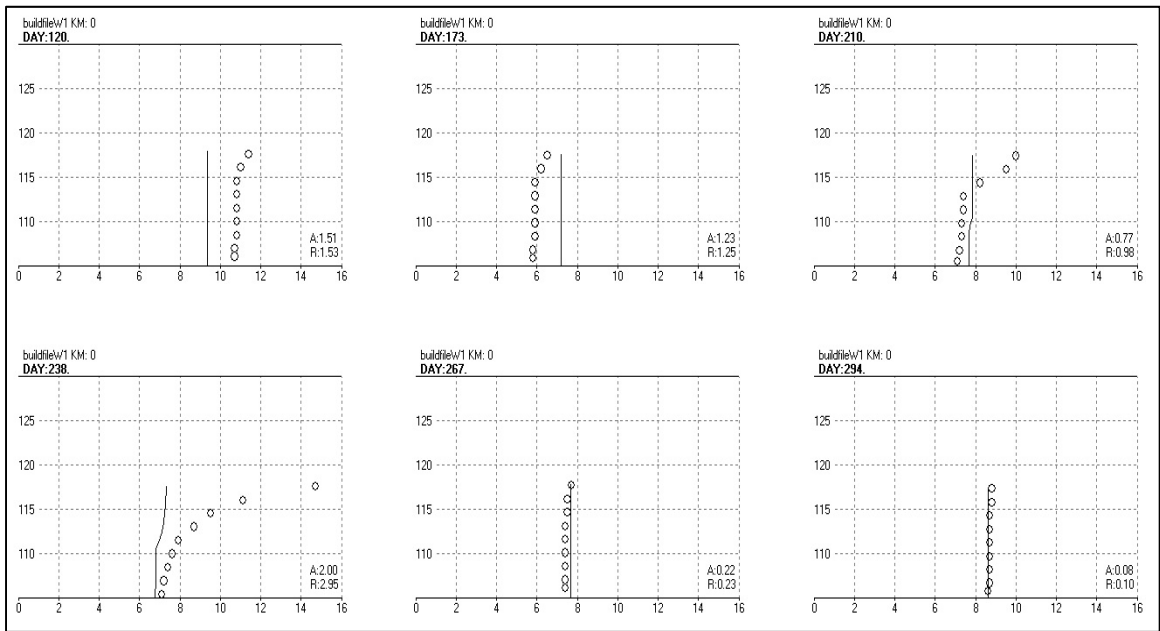 buildfileW1 KM: 0
DAY:120.
125
120
115
110
A:1.51
R:1.53
0 2 4 6 8 10 12 14 16
buildfileW1 KM: 0
DAY:173.
125
120
115
110
A:1.23
R:1.25
0 2 4 6 8 10 12 14 16
buildfileW1 KM: 0
DAY:210.
125
120
115
110
A:0.77
R:0.98
0 2 4 6 8 10 12 14 16
buildfileW1 KM: 0
DAY:238.
125
120
115
110
A:2.00
R:2.95
0 2 4 6 8 10 12 14 16
buildfileW1 KM: 0
DAY:267.
125
120
115
110
A:0.22
R:0.23
0 2 4 6 8 10 12 14 16
buildfileW1 KM: 0
DAY:294.
125
120
115
110
A:0.08
R:0.10
0 2 4 6 8 10 12 14 16